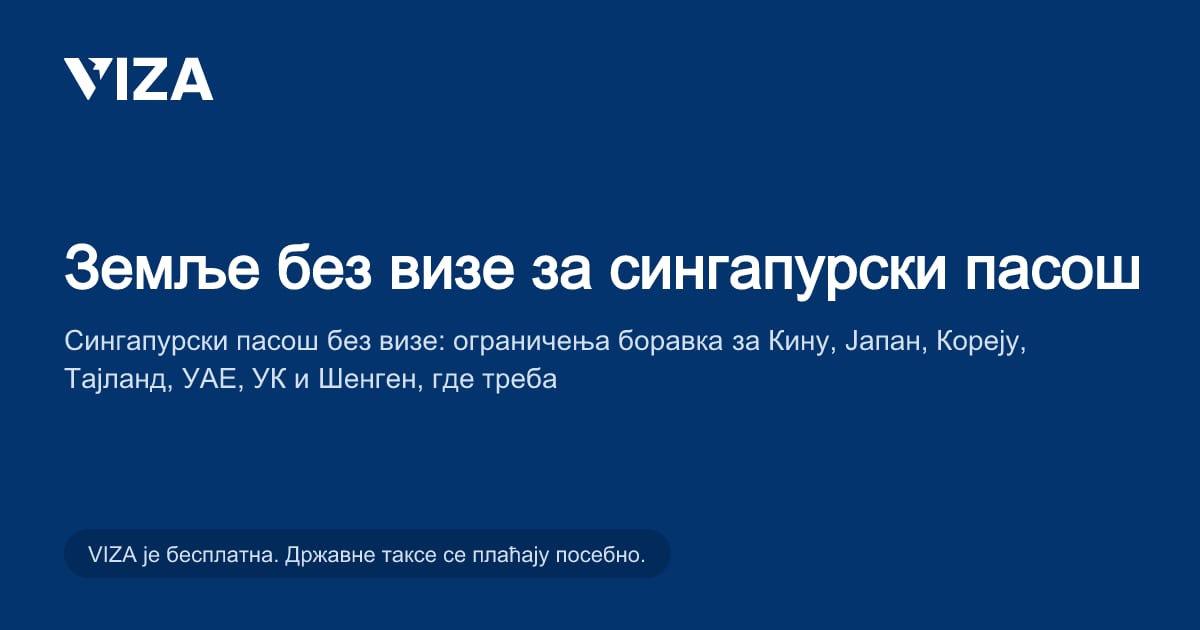 VIZA
Земље без визе за сингапурски пасош
Сингапурски пасош без визе: ограничења боравка за Кину, Јапан, Кореју,
Тајланд, УАЕ, УК и Шенген, где треба
VIZA је бесплатна. Државне таксе се плаћају посебно.